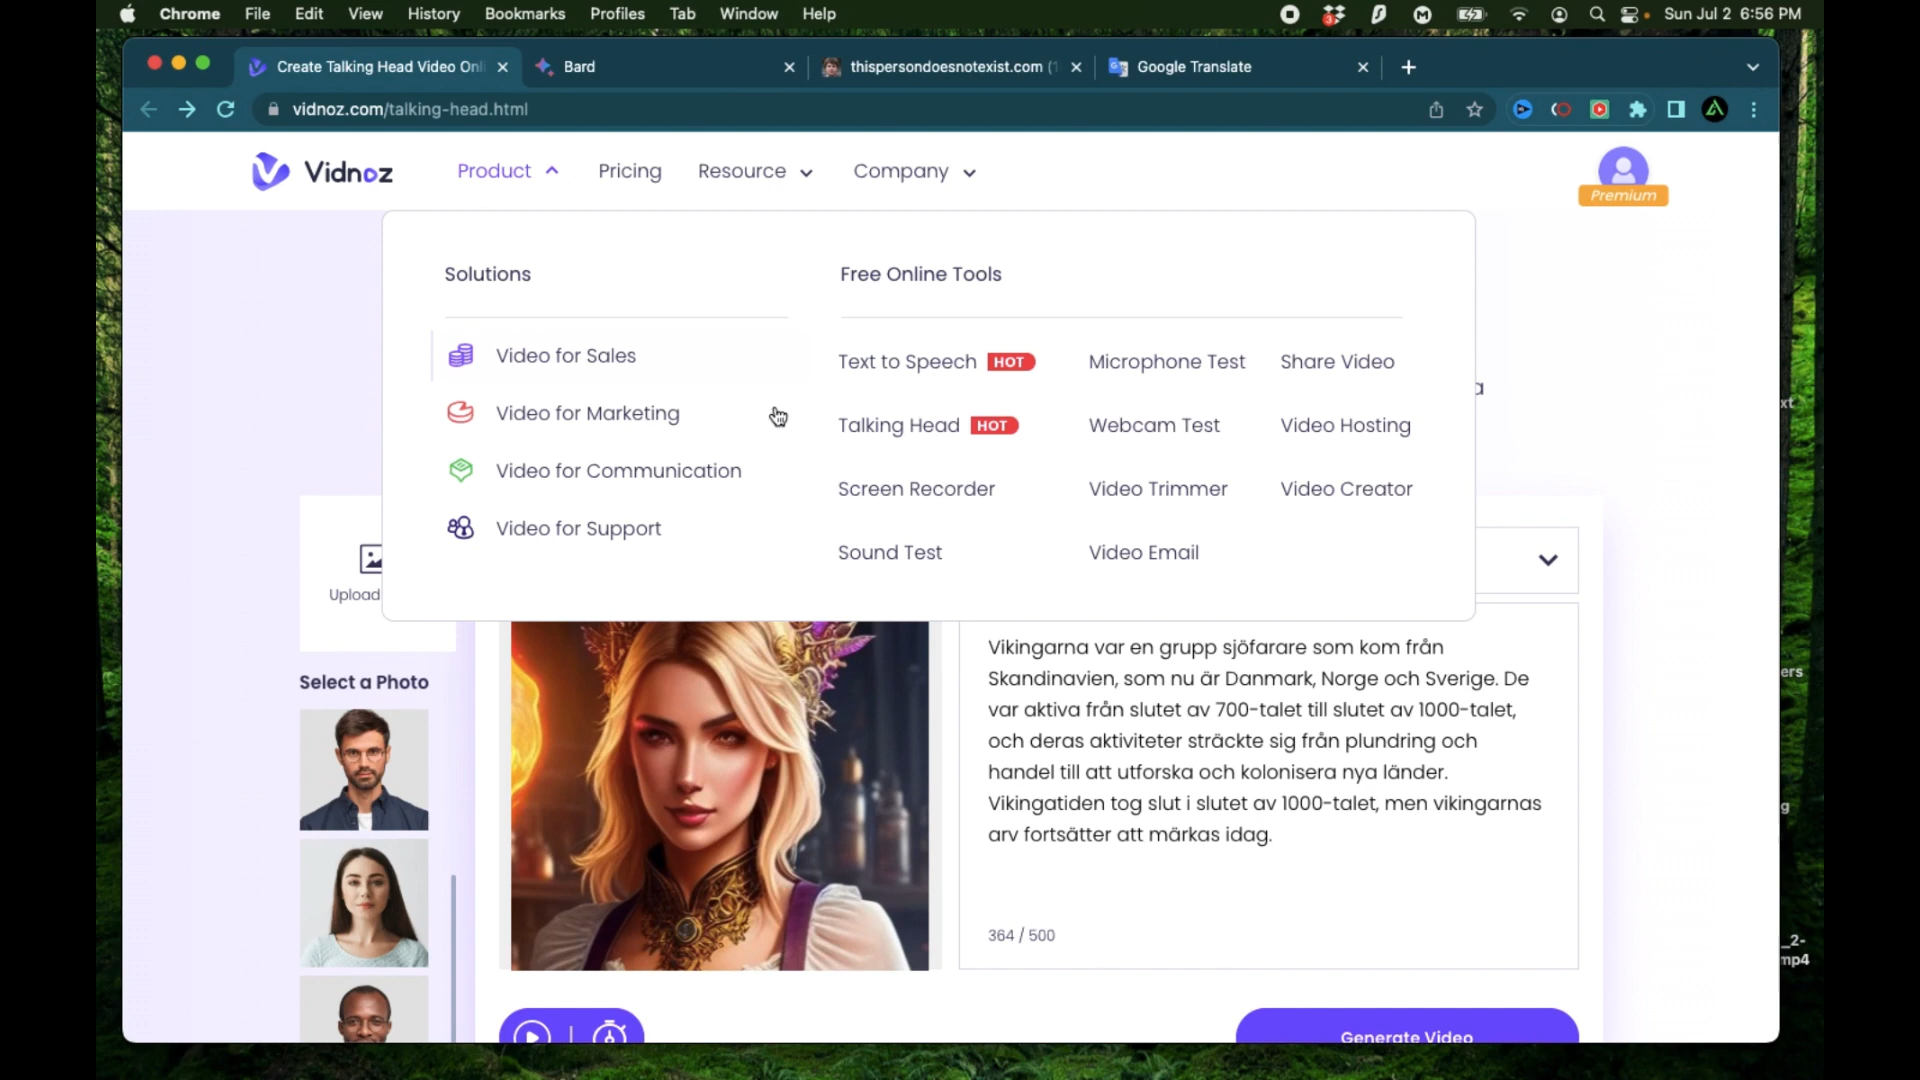 Chrome File Edit View History Bookmarks Profiles Tab Window Help
3
Sun Jul 2 6:56 PM
Create Talking Head Video Onl
Bard
thispersondoesnotexist.com (1
Google Translate
vidnoz.com/talking-head.html
Vidnoz
Product
Pricing
Resource
Company
Premium
Solutions
Video for Sales
Video for Marketing
Video for Communication
Video for Support
Free Online Tools
Text to Speech HOT
Microphone Test
Share Video
Talking Head HOT
Webcam Test
Video Hosting
Screen Recorder
Video Trimmer
Video Creator
Sound Test
Video Email
Upload
Select a Photo
Vikingarna var en grupp sjöfarare som kom från
Skandinavien, som nu är Danmark, Norge och Sverige. De
var aktiva från slutet av 700-talet till slutet av 1000-talet,
och deras aktiviteter sträckte sig från plundring och
handel till att utforska och kolonisera nya länder.
Vikingatiden tog slut i slutet av 1000-talet, men vikingarnas
arv fortsätter att märkas idag.
364 / 500
Generate Video
xt
ers
g
_2-
mp4